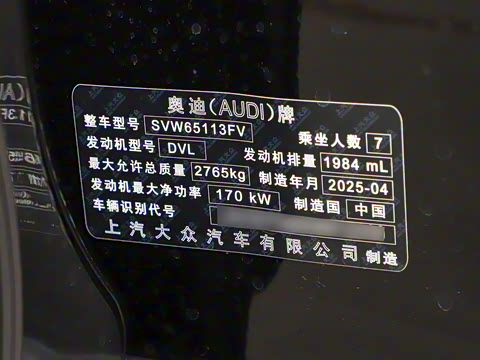 奥迪(AUDI)牌
整车型号 SVW65113FV 乘坐人数 7
发动机型号 DVL 发动机排量 1984 mL
最大允许总质量 2765kg 制造年月 2025-04
发动机最大净功率 170 kW 制造国 中国
车辆识别代号
上汽大众汽车有限公司 制造